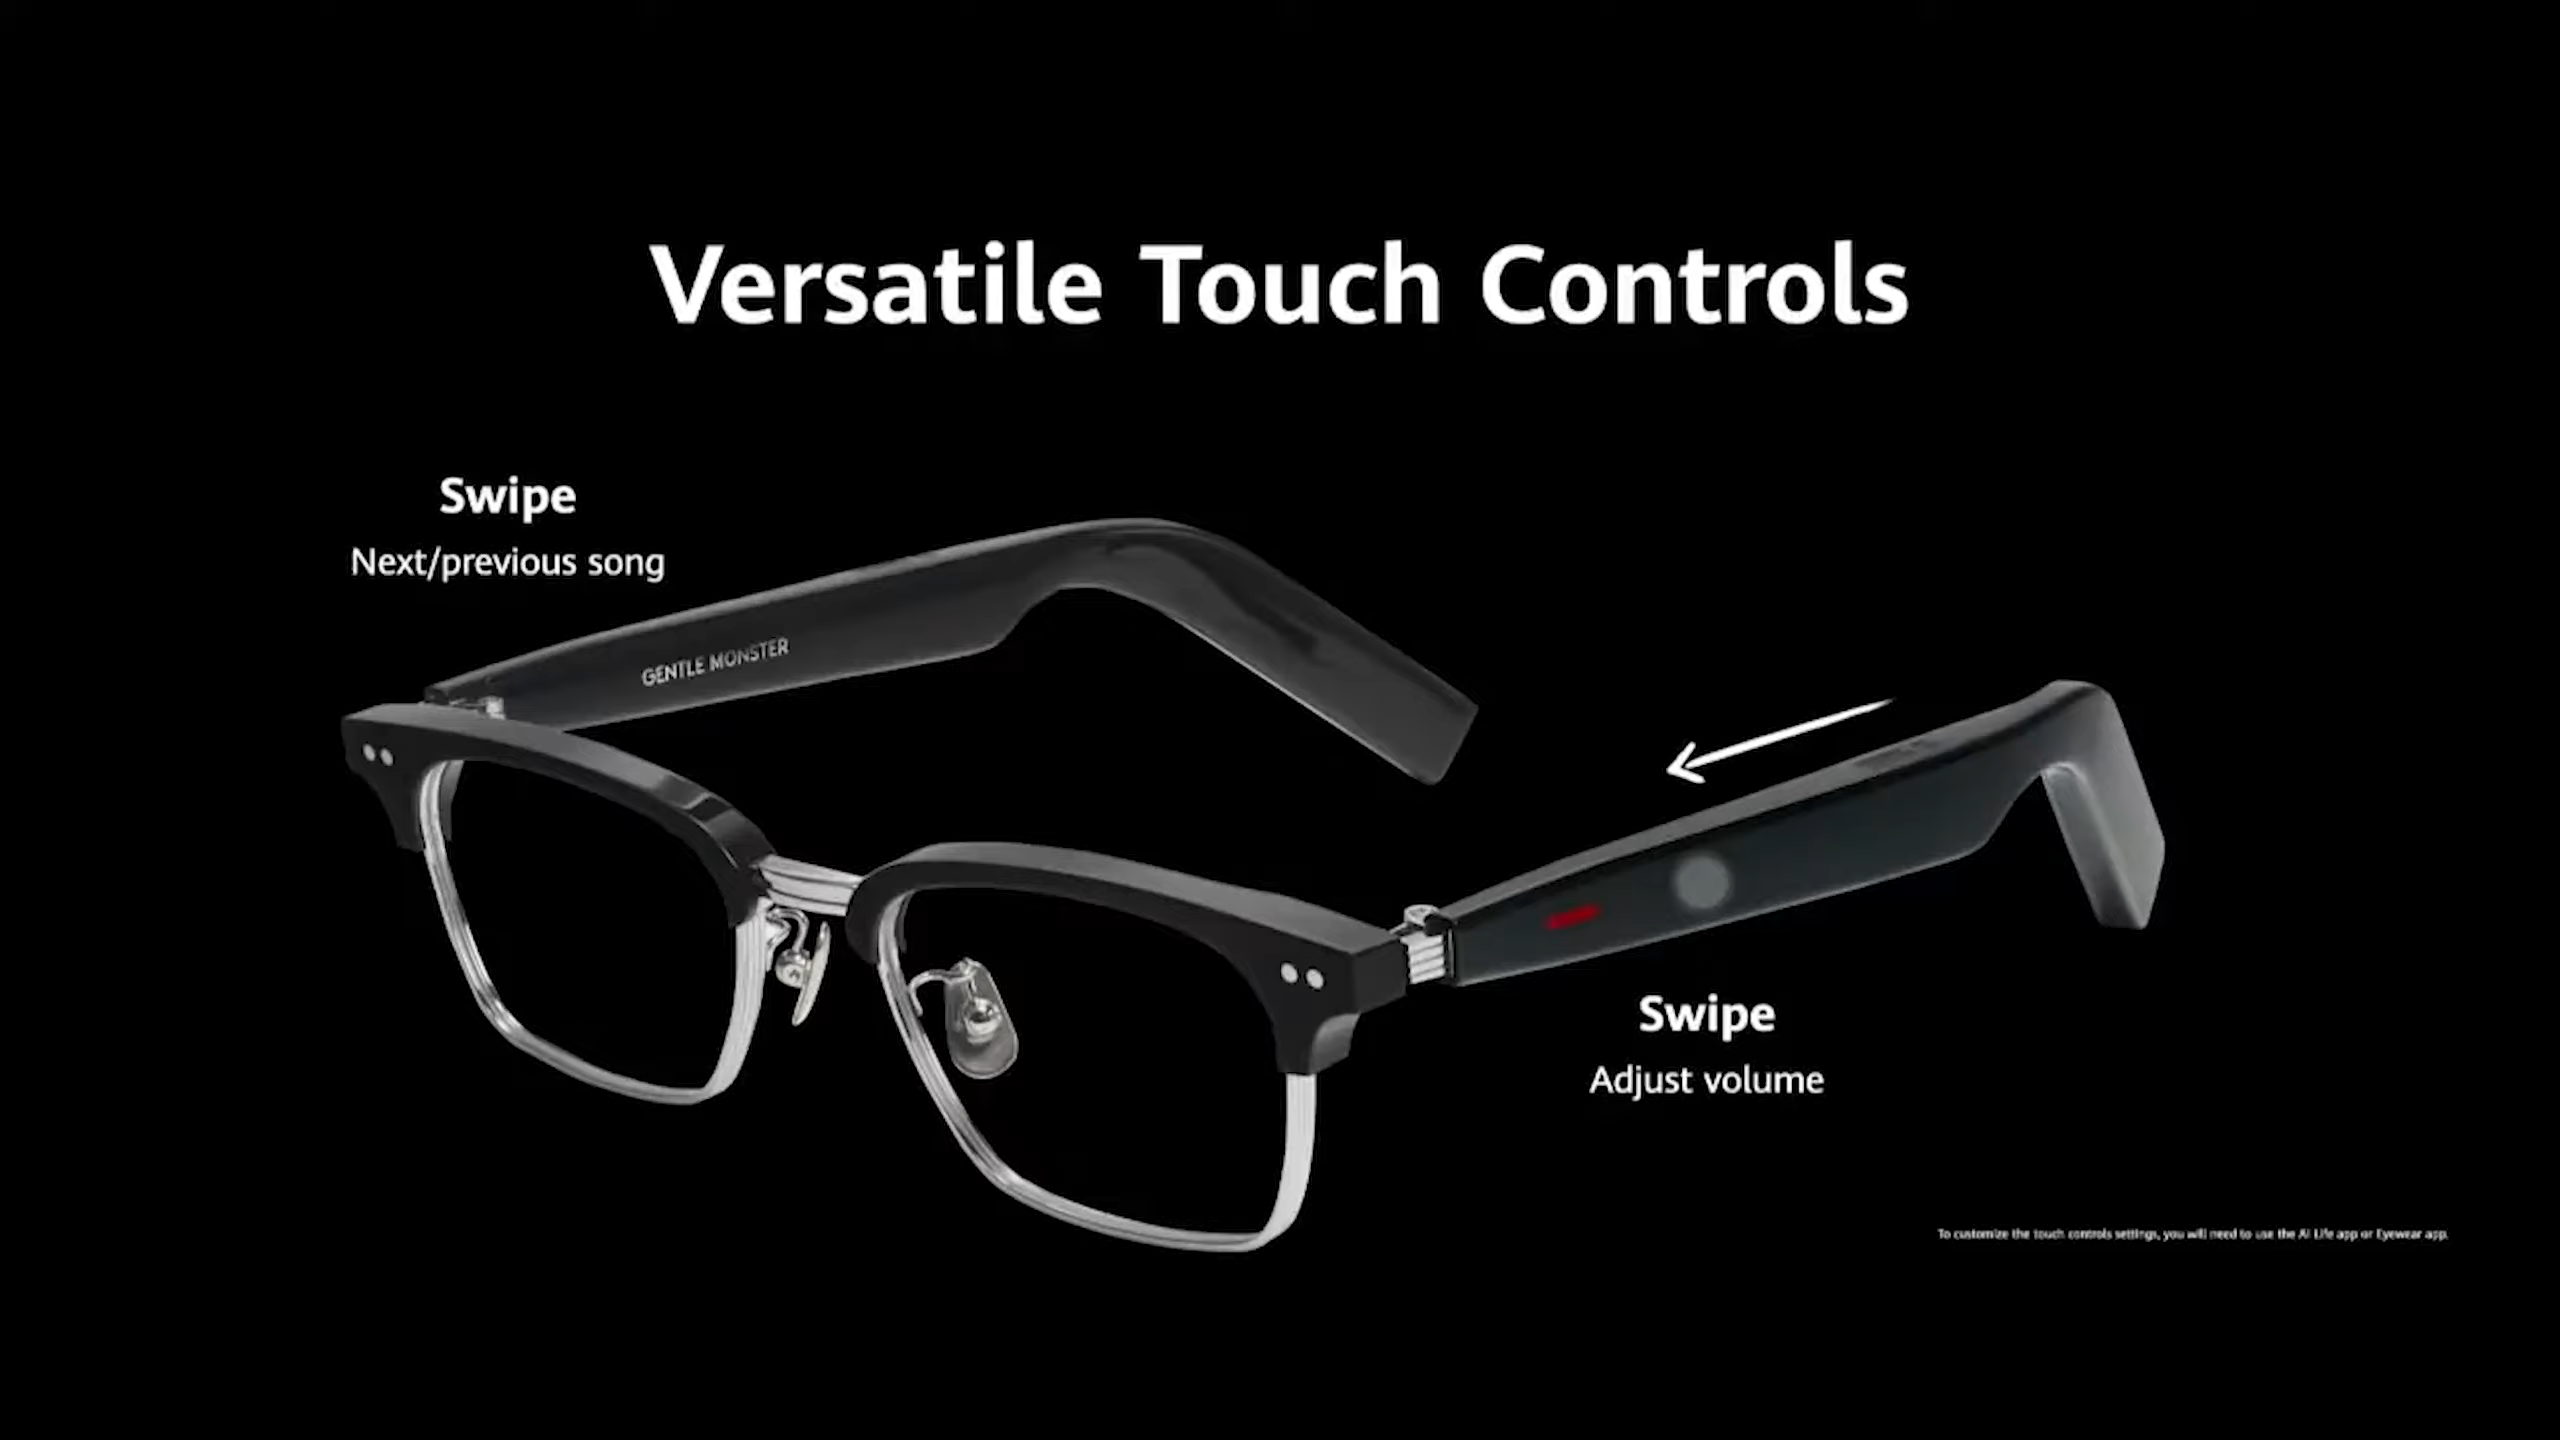 Versatile Touch Controls
Swipe
Next/previous song
GENTLE MONSTER
Swipe
Adjust volume
To customize the touch controls settings, you will need to use the AI Life app or Eyewear app.